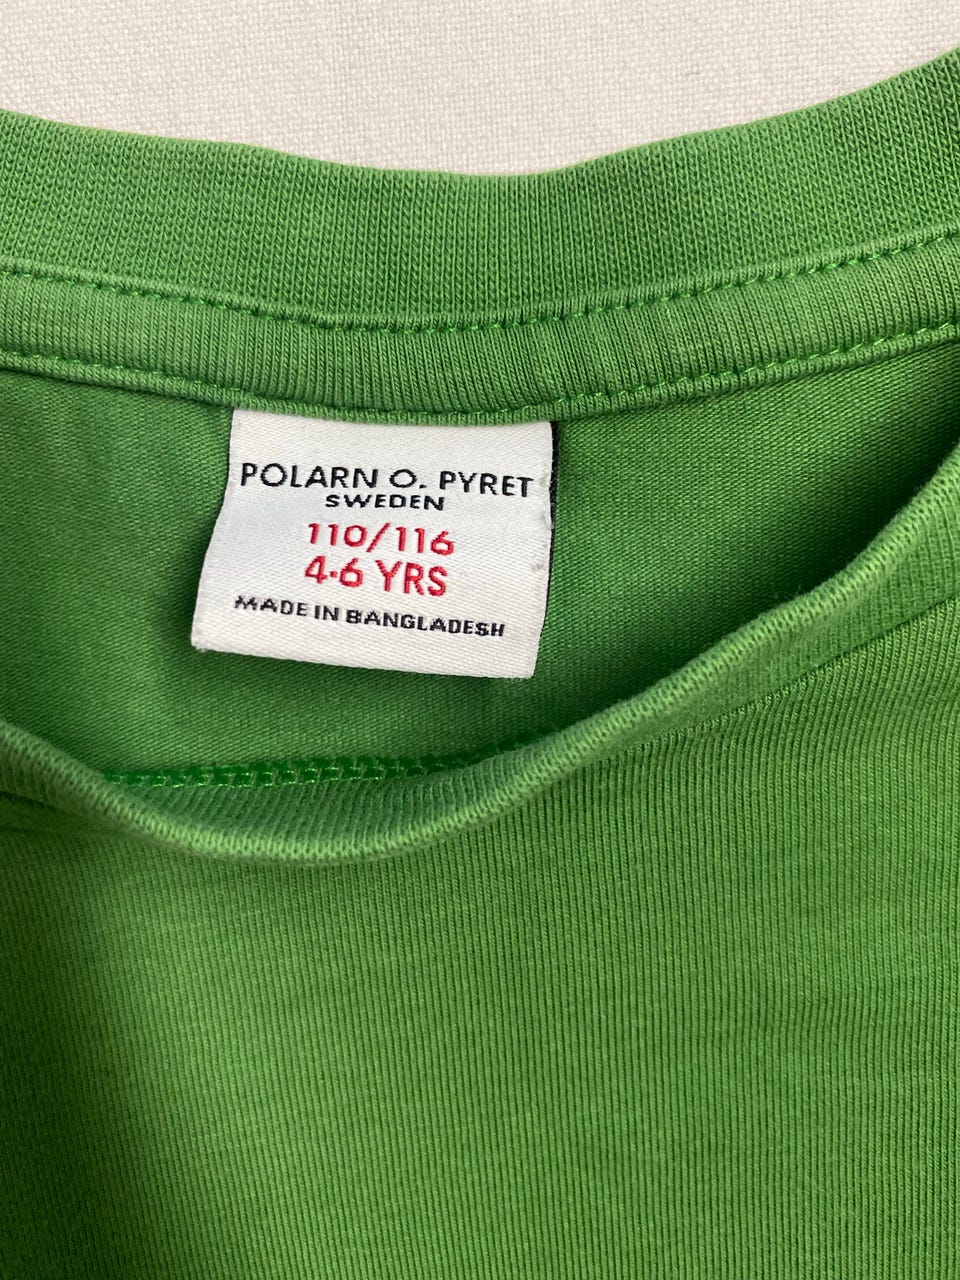 POLARN O. PYRET
SWEDEN
110/116
4-6 YRS
MADE IN BANGLADESH